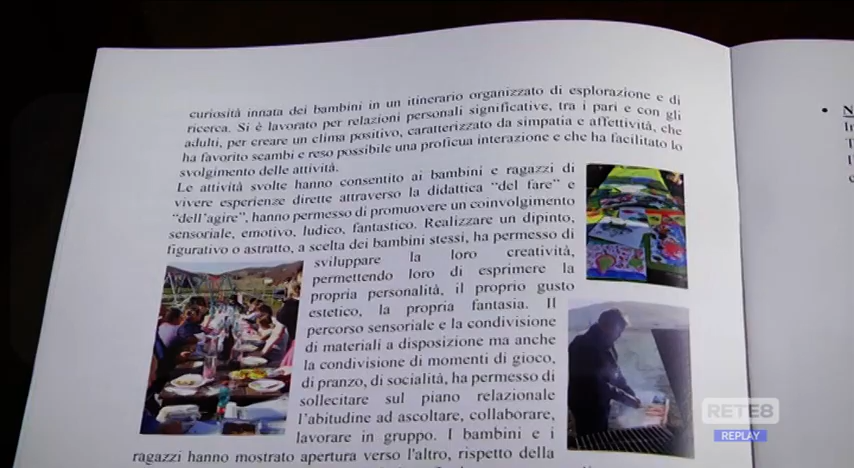 curiosità innata dei bambini in un itinerario organizzato di esplorazione e di
ricerca. Si è lavorato per relazioni personali significative, tra i pari e con gli
adulti, per creare un clima positivo, caratterizzato da simpatia e affettività, che
ha favorito scambi e reso possibile una proficua interazione e che ha facilitato lo
svolgimento delle attività.
Le attività svolte hanno consentito ai bambini e ragazzi di
vivere esperienze dirette attraverso la didattica “del fare” e
“dell’agire”, hanno permesso di promuovere un coinvolgimento
sensoriale, emotivo, ludico, fantastico. Realizzare un dipinto,
figurativo o astratto, a scelta dei bambini stessi, ha permesso di
sviluppare la loro creatività,
permettendo loro di esprimere la
propria personalità, il proprio gusto
estetico, la propria fantasia. Il
percorso sensoriale e la condivisione
di materiali a disposizione ma anche
la condivisione di momenti di gioco,
di pranzo, di socialità, ha permesso di
sollecitare sul piano relazionale
l’abitudine ad ascoltare, collaborare,
lavorare in gruppo. I bambini e i
ragazzi hanno mostrato apertura verso l'altro, rispetto della
RETE8
REPLAY